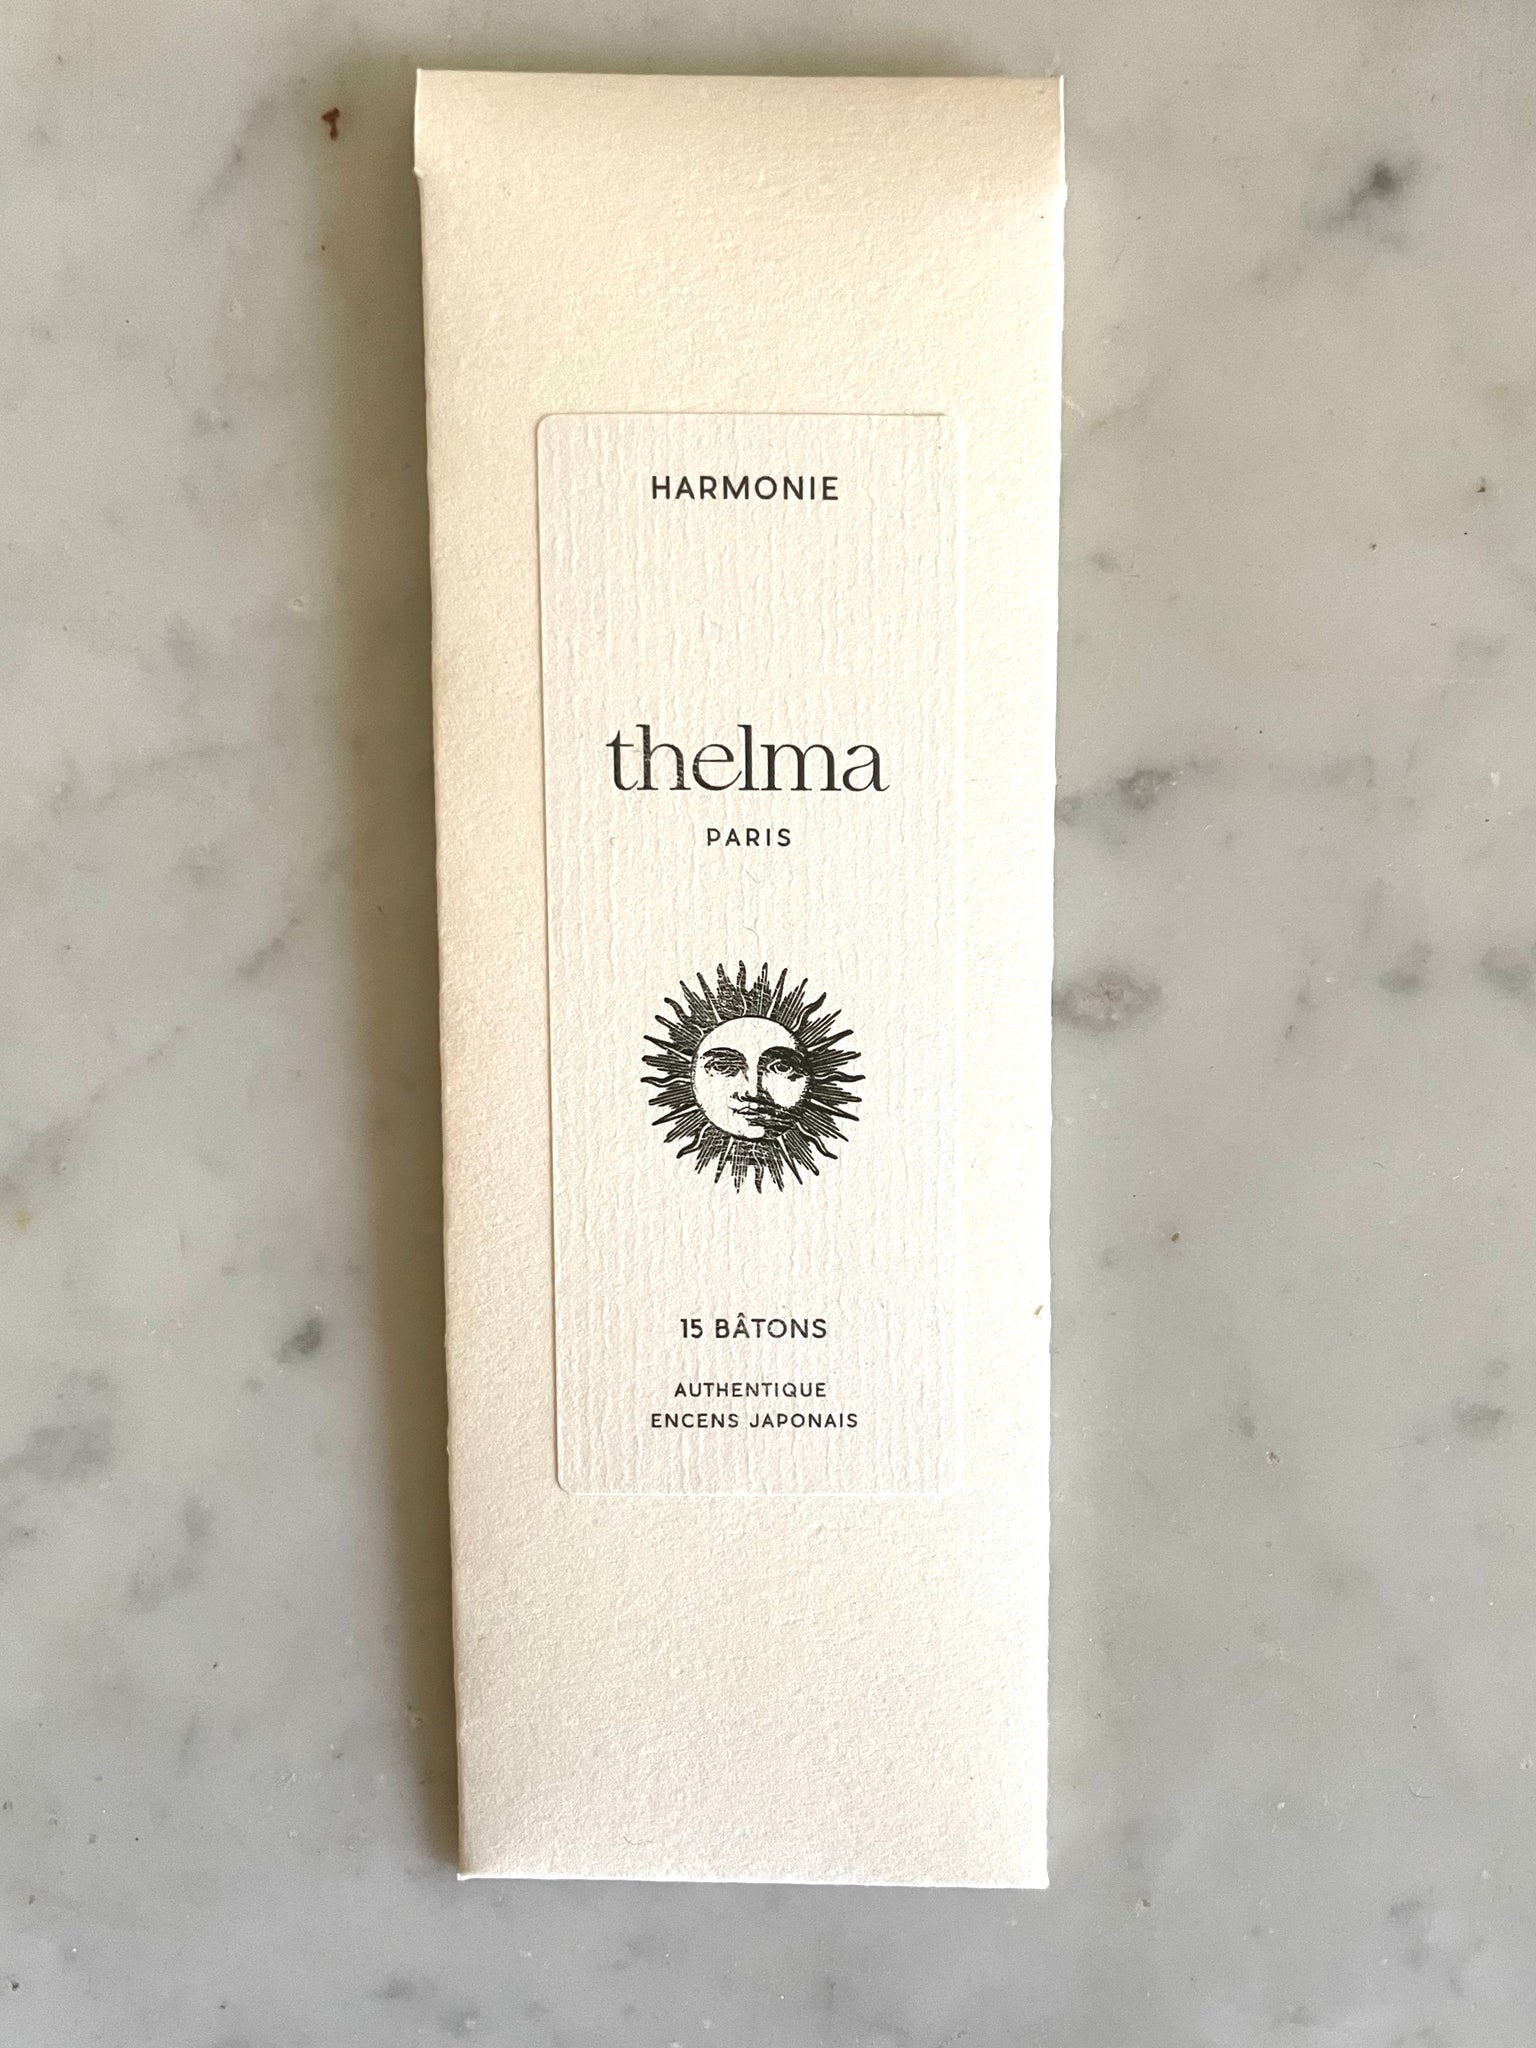 HARMONIE
thelma
PARIS
15 BÂTONS
AUTHENTIQUE
ENCENS JAPONAIS